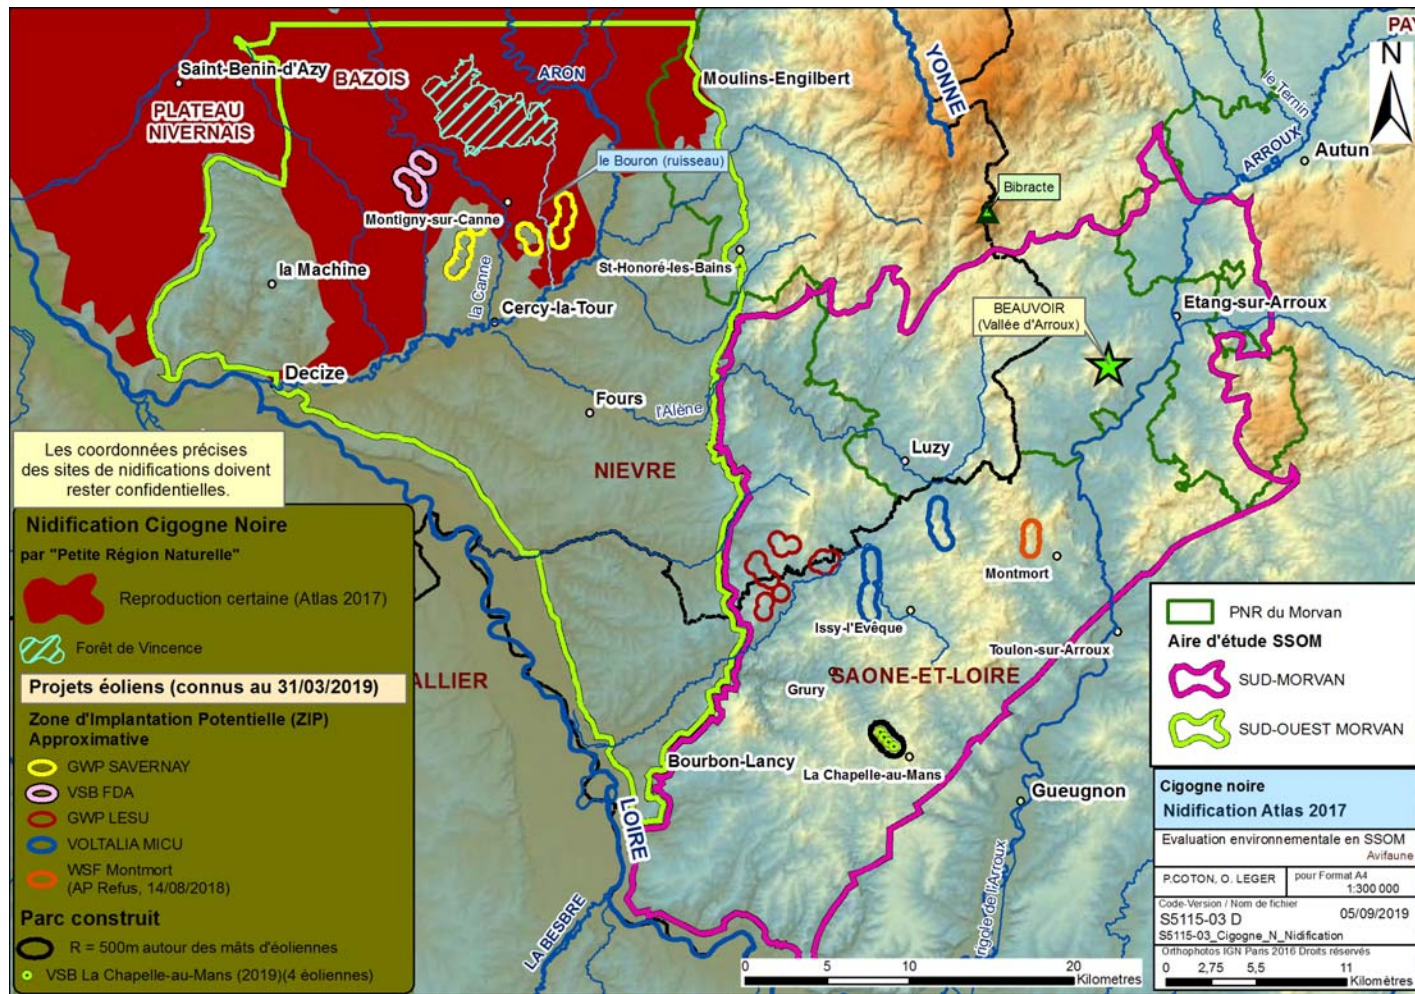 PAY
N
Saint-Benin-d'Azy
BAZOIS
ARON
Moulins-Engilbert
YONNE
le Ternin
ARROUX
Autun
PLATEAU
NIVERNAIS
le Bouron (ruisseau)
Bibracte
Montigny-sur-Canne
la Machine
la Canne
St-Honoré-les-Bains
Cercy-la-Tour
BEAUVOIR
(Vallée d'Arroux)
Etang-sur-Arroux
Decize
Fours
l'Alène
Luzy
NIEVRE
Les coordonnées précises
des sites de nidifications doivent
rester confidentielles.
Nidification Cigogne Noire
par "Petite Région Naturelle"
Reproduction certaine (Atlas 2017)
Forêt de Vincence
Projets éoliens (connus au 31/03/2019)
Zone d'Implantation Potentielle (ZIP)
Approximative
GWP SAVERNAY
VSB FDA
GWP LESU
VOLTALIA MICU
WSF Montmort
(AP Refus, 14/08/2018)
Parc construit
R = 500m autour des mâts d'éoliennes
VSB La Chapelle-au-Mans (2019)(4 éoliennes)
ALLIER
Montmort
Issy-l'Evêque
Toulon-sur-Arroux
Grury
SAONE-ET-LOIRE
Bourbon-Lancy
La Chapelle-au-Mans
Gueugnon
LOIRE
LA BESBRE
rigole de l'Arroux
0 5 10 20
Kilometres
PNR du Morvan
Aire d'étude SSOM
SUD-MORVAN
SUD-OUEST MORVAN
Cigogne noire
Nidification Atlas 2017
Evaluation environnementale en SSOM
Avifaune
P.COTON, O. LEGER
pour Format A4
1:300 000
Code-Version / Nom de fichier
S5115-03 D
05/09/2019
S5115-03_Cigogne_N_Nidification
Orthophotos IGN Paris 2016 Droits réservés
0 2,75 5,5 11
Kilomètres